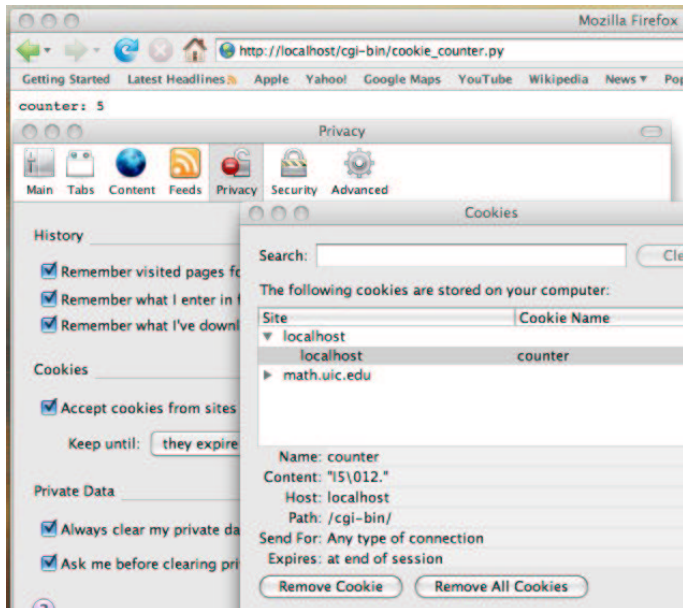 Mozilla Firefox
http://localhost/cgi-bin/cookie_counter.py
Getting Started Latest Headlines Apple Yahoo! Google Maps YouTube Wikipedia News Pop
counter: 5
Privacy
Main Tabs Content Feeds Privacy Security Advanced
Cookies
History
Search:
Cle
Remember visited pages fo
The following cookies are stored on your computer:
Remember what I enter in f
Site Cookie Name
Remember what I've downl
localhost
localhost counter
Cookies
math.uic.edu
Accept cookies from sites
Keep until: they expire
Name: counter
Content: "I5\012."
Private Data
Host: localhost
Path: /cgi-bin/
Always clear my private da
Send For: Any type of connection
Expires: at end of session
Ask me before clearing pri
Remove Cookie Remove All Cookies
?